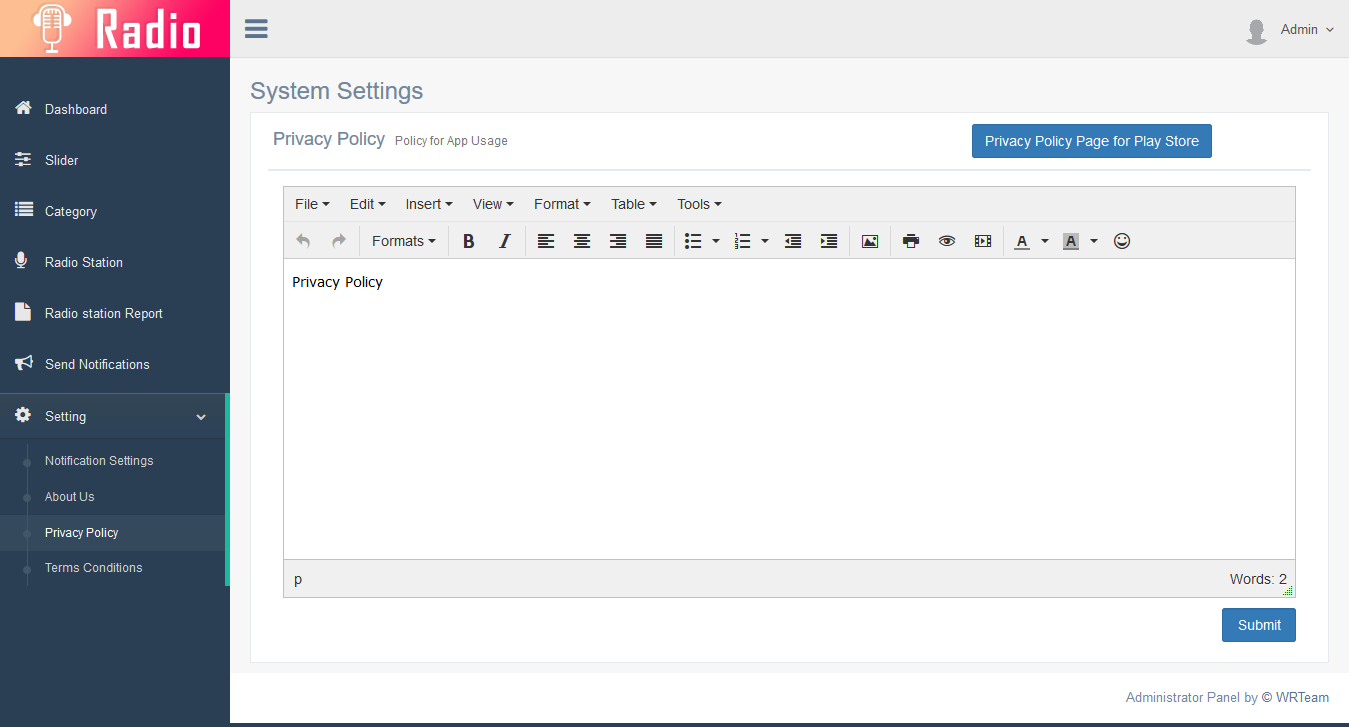 Radio
Admin
Dashboard
Slider
Category
Radio Station
Radio station Report
Send Notifications
Setting
Notification Settings
About Us
Privacy Policy
Terms Conditions
System Settings
Privacy Policy Policy for App Usage
Privacy Policy Page for Play Store
File Edit Insert View Format Table Tools
Formats B I A A
Privacy Policy
p Words: 2
Submit
Administrator Panel by © WRTeam